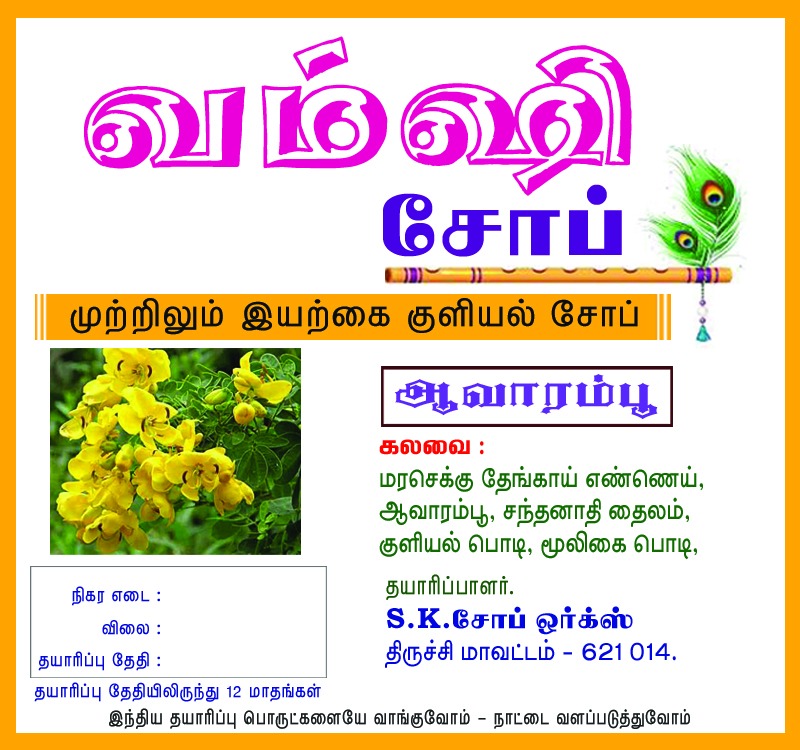 வம்ஷி
சோப்
முற்றிலும் இயற்கை குளியல் சோப்
ஆவாரம்பூ
கலவை :
மரசெக்கு தேங்காய் எண்ணெய்,
ஆவாரம்பூ, சந்தனாதி தைலம்,
குளியல் பொடி, மூலிகை பொடி,
தயாரிப்பாளர்.
S.K.சோப் ஒர்க்ஸ்
திருச்சி மாவட்டம் - 621 014.
நிகர எடை :
விலை :
தயாரிப்பு தேதி :
தயாரிப்பு தேதியிலிருந்து 12 மாதங்கள்
இந்திய தயாரிப்பு பொருட்களையே வாங்குவோம் - நாட்டை வளப்படுத்துவோம்